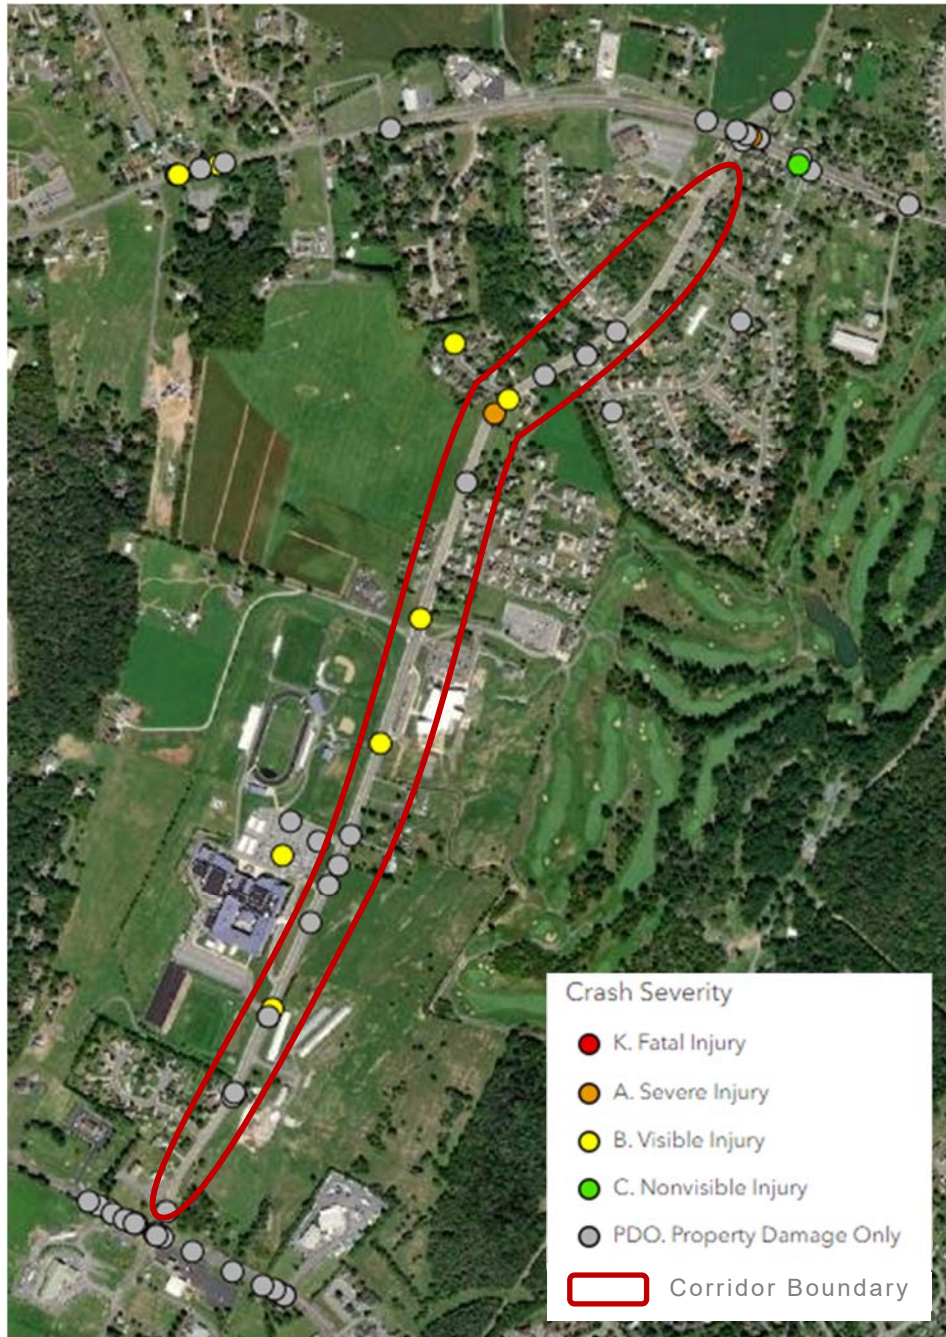 Crash Severity
K. Fatal Injury
A. Severe Injury
B. Visible Injury
C. Nonvisible Injury
PDO. Property Damage Only
Corridor Boundary